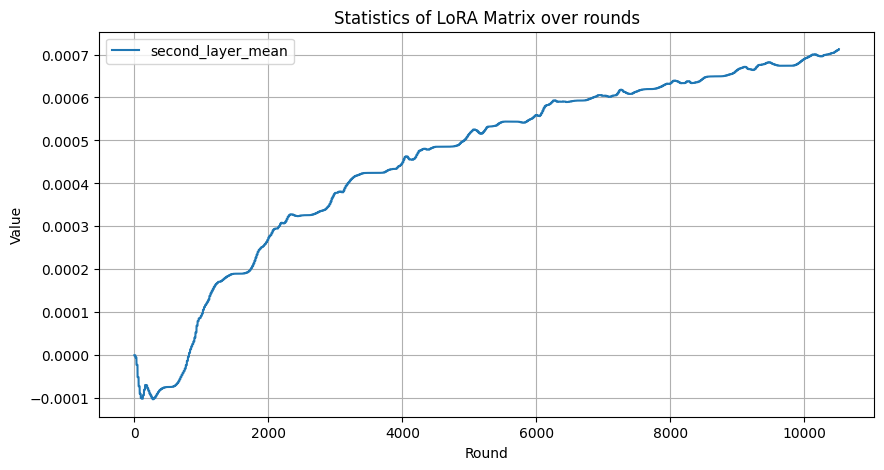 Statistics of LoRA Matrix over rounds
second_layer_mean
0.0007
0.0006
0.0005
0.0004
0.0003
0.0002
0.0001
0.0000
−0.0001
Value
0 2000 4000 6000 8000 10000
Round